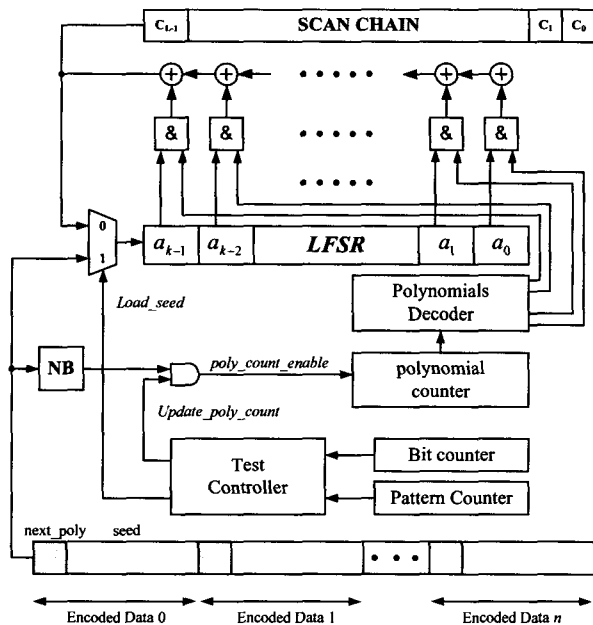 C_{L-1} SCAN CHAIN C_1 C_0
+ + + +
& & & &
0
1
a_{k-1} a_{k-2} LFSR a_1 a_0
Load_seed
Polynomials
Decoder
NB
poly_count_enable
polynomial
counter
Update_poly_count
Test
Controller
Bit counter
Pattern Counter
next_poly seed
Encoded Data 0 Encoded Data 1 Encoded Data n